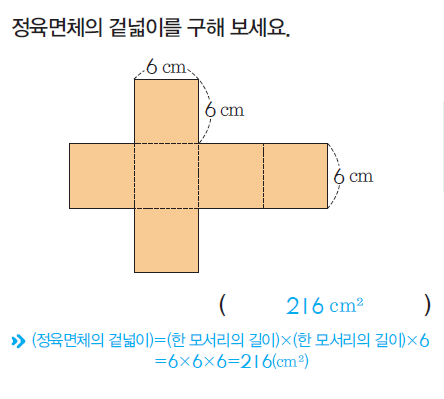 정육면체의 겉넓이를 구해 보세요.
6 cm
6 cm
6 cm
( 216 cm² )
» (정육면체의 겉넓이)=(한 모서리의 길이)×(한 모서리의 길이)×6
=6×6×6=216(cm²)